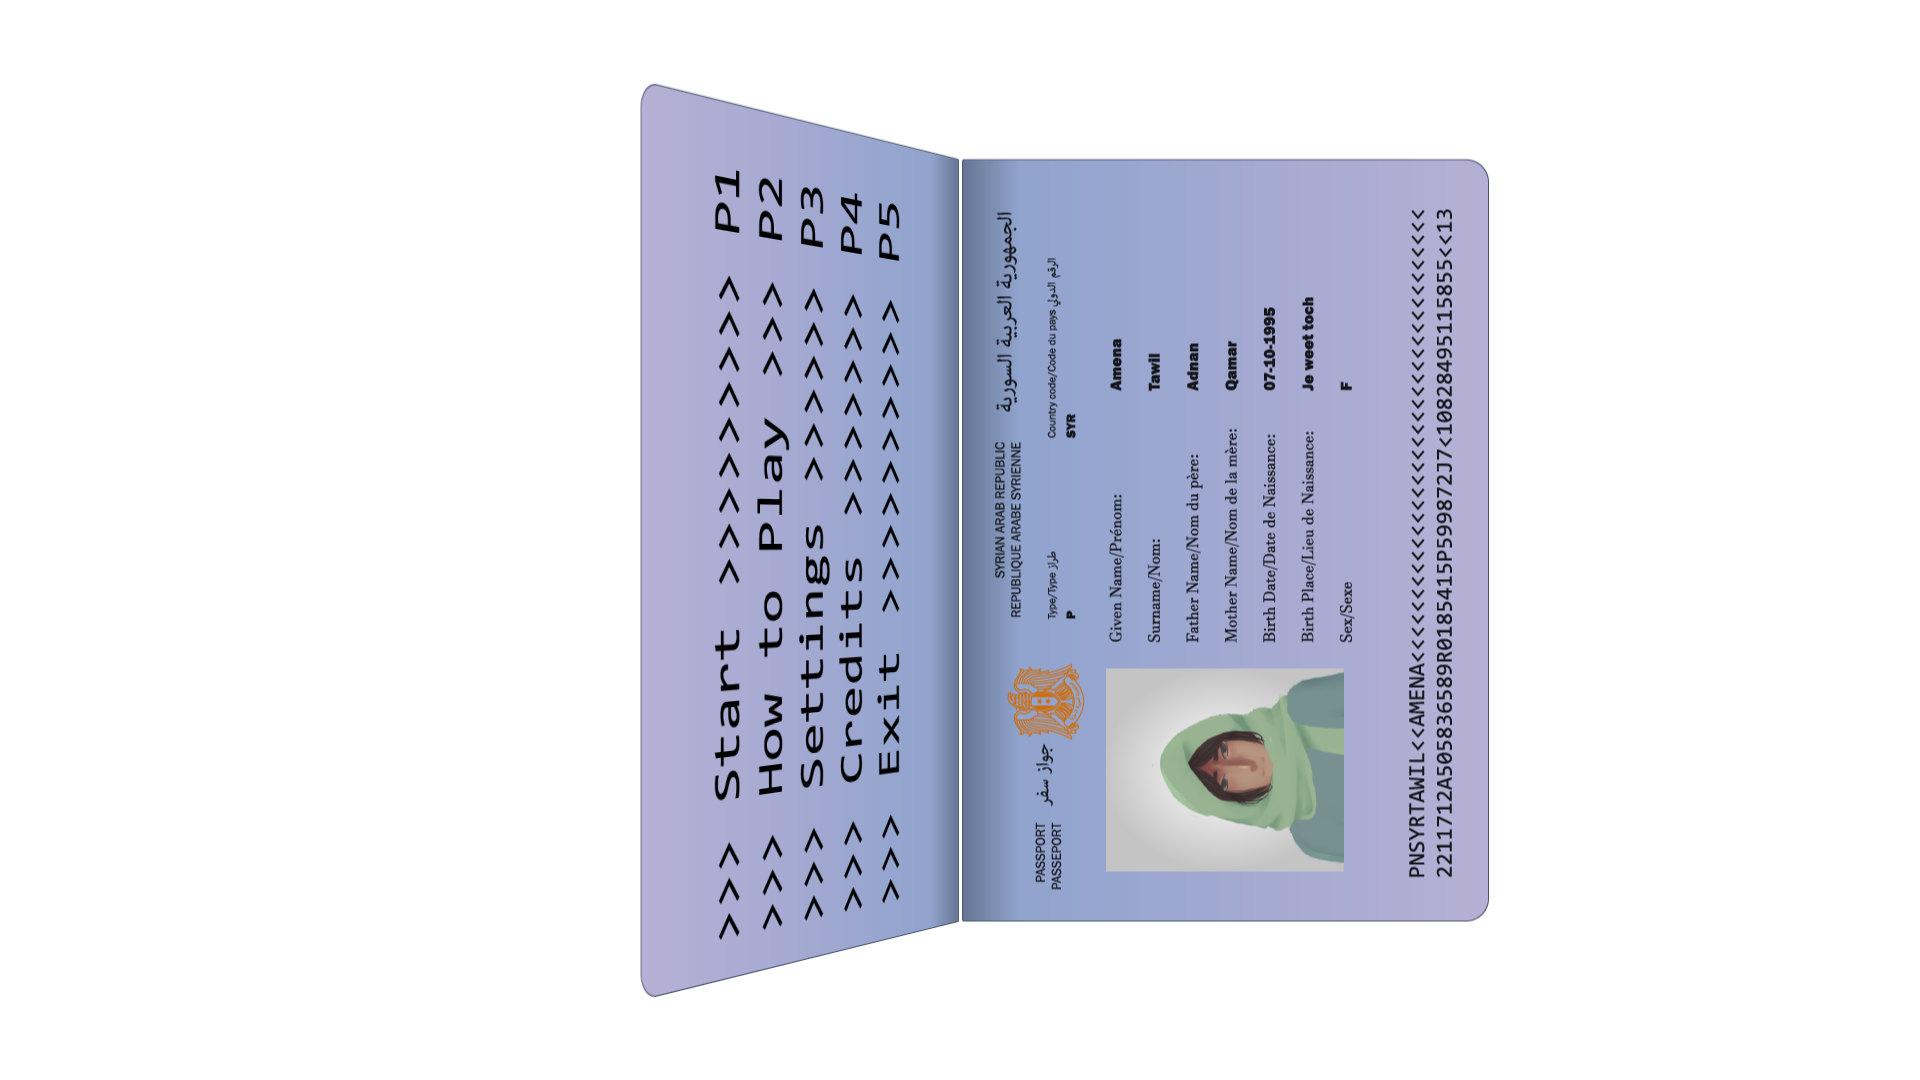 >>> Start >>>>>>>>> P1
>>> How to Play >>> P2
>>> Settings >>>>>> P3
>>> Credits >>>>>>> P4
>>> Exit >>>>>>>>>> P5
PASSPORT
PASSEPORT
جواز سفر
SYRIAN ARAB REPUBLIC
REPUBLIQUE ARABE SYRIENNE
الجمهورية العربية السورية
Type/Type طراز
P
Country code/Code du pays الرقم الدولي
SYR
Given Name/Prénom: Amena
Surname/Nom: Tawil
Father Name/Nom du père: Adnan
Mother Name/Nom de la mère: Qamar
Birth Date/Date de Naissance: 07-10-1995
Birth Place/Lieu de Naissance: Je weet toch
Sex/Sexe F
PNSYRTAWIL<<AMENA<<<<<<<<<<<<<<<<<<<<<<<<<<<<<<<<<
2211712A5058336589R01854415P599872J7<1082849511585​5<<13